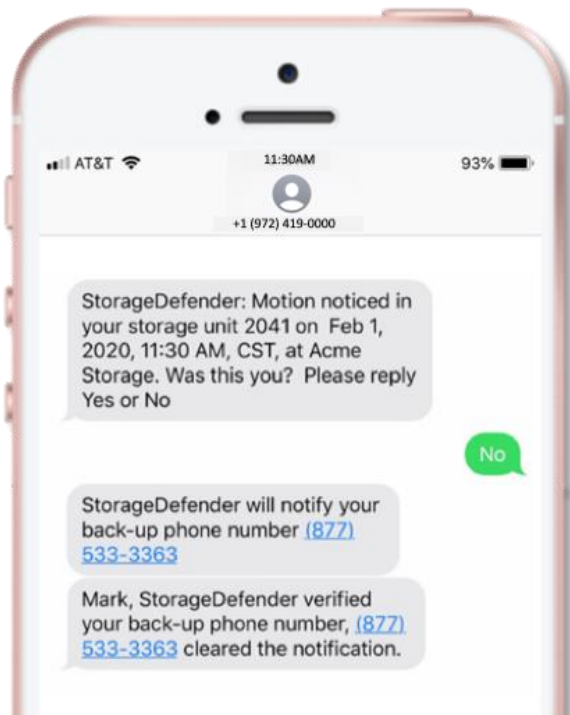 AT&T
11:30AM
93%
+1 (972) 419-0000
StorageDefender: Motion noticed in
your storage unit 2041 on Feb 1,
2020, 11:30 AM, CST, at Acme
Storage. Was this you? Please reply
Yes or No
No
StorageDefender will notify your
back-up phone number (877)
533-3363
Mark, StorageDefender verified
your back-up phone number, (877)
533-3363 cleared the notification.